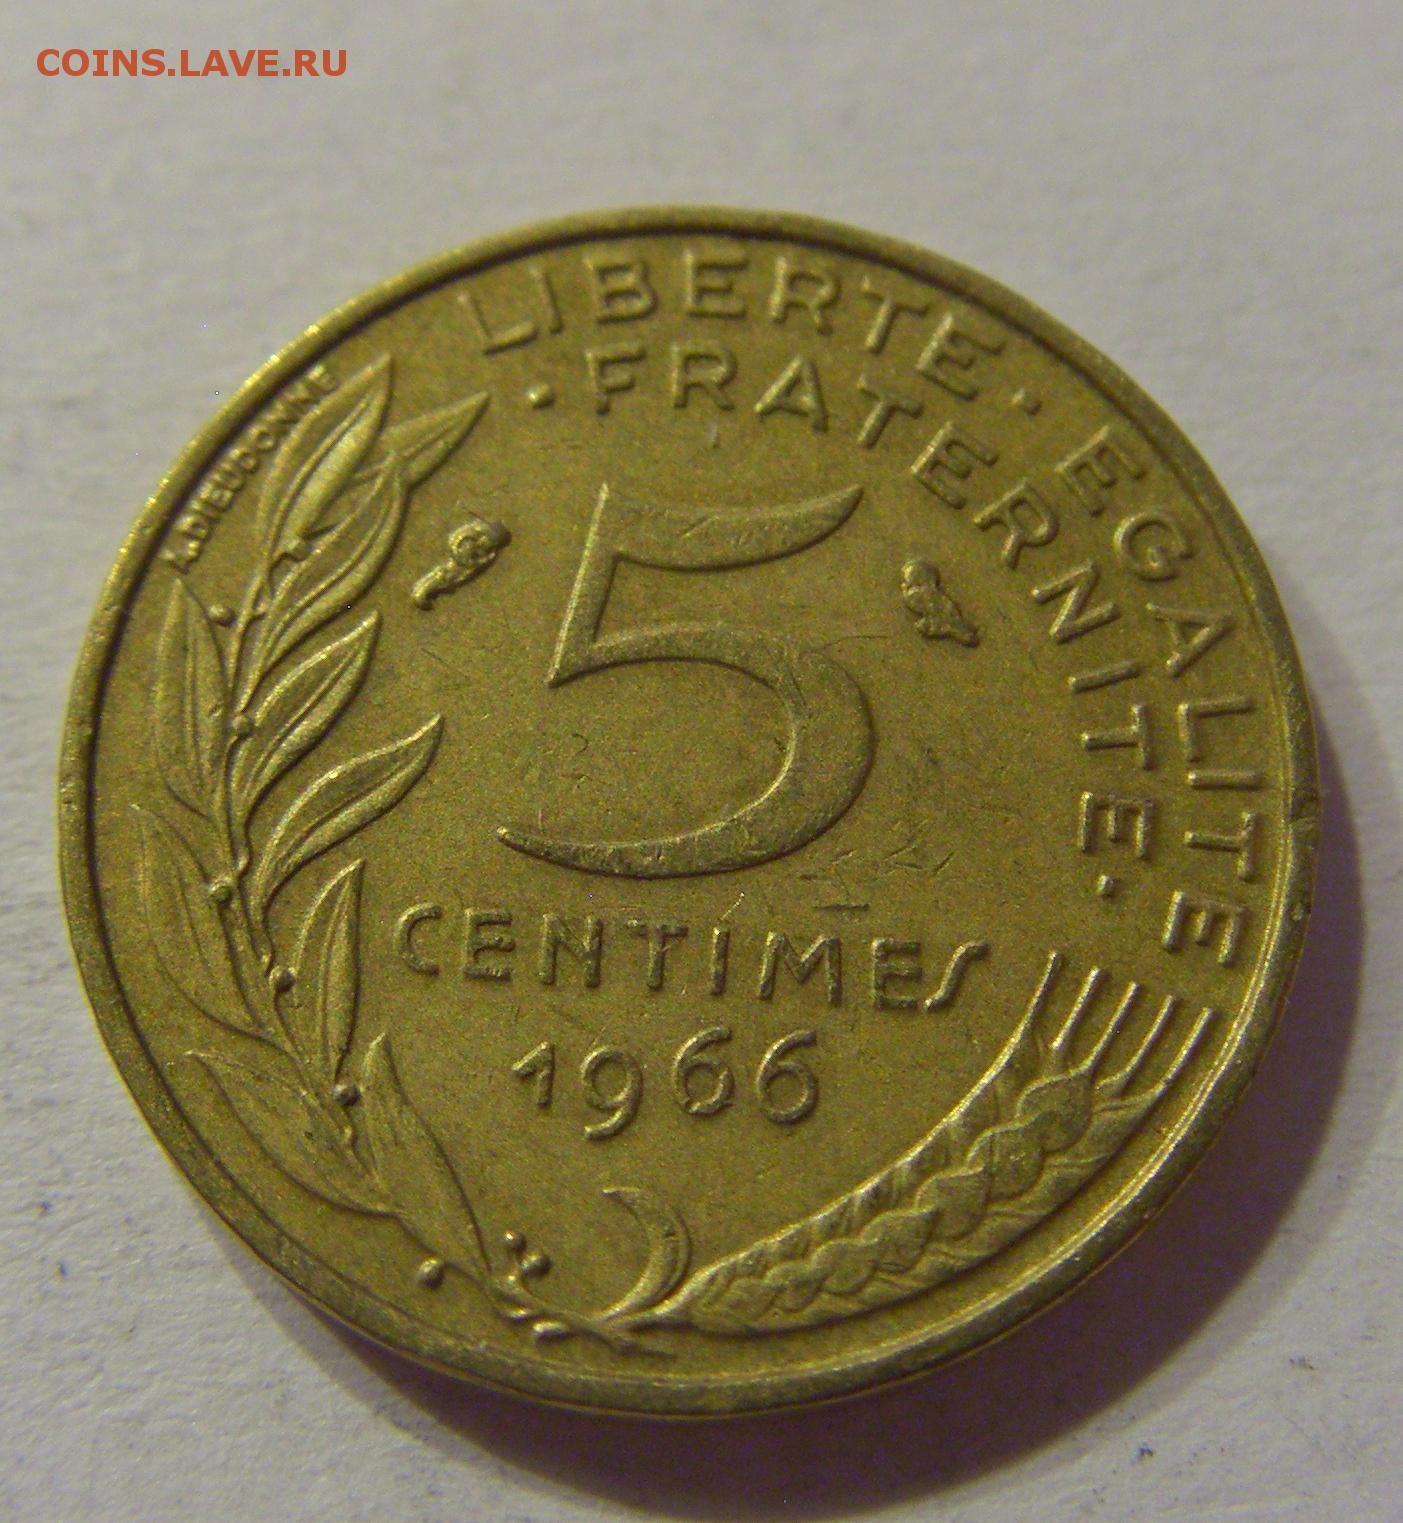 COINS.LAVE.RU
LIBERTE · EGALITE
· FRATERNITE ·
A.DIEUDONNE
5
CENTIMES
1966